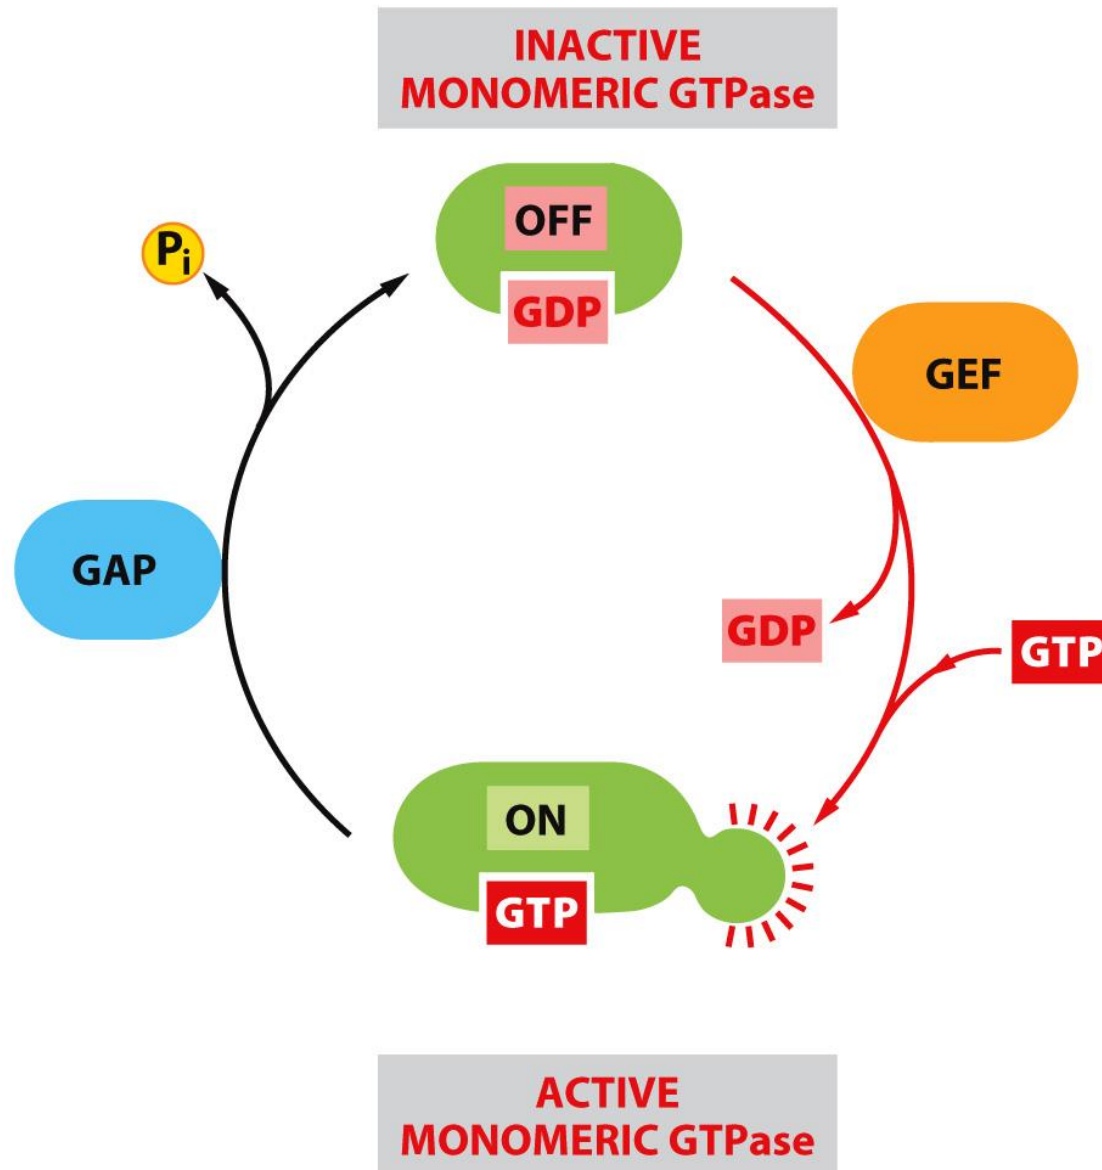 INACTIVE
MONOMERIC GTPase
OFF
GDP
Pi
GEF
GAP
GDP
GTP
ON
GTP
ACTIVE
MONOMERIC GTPase